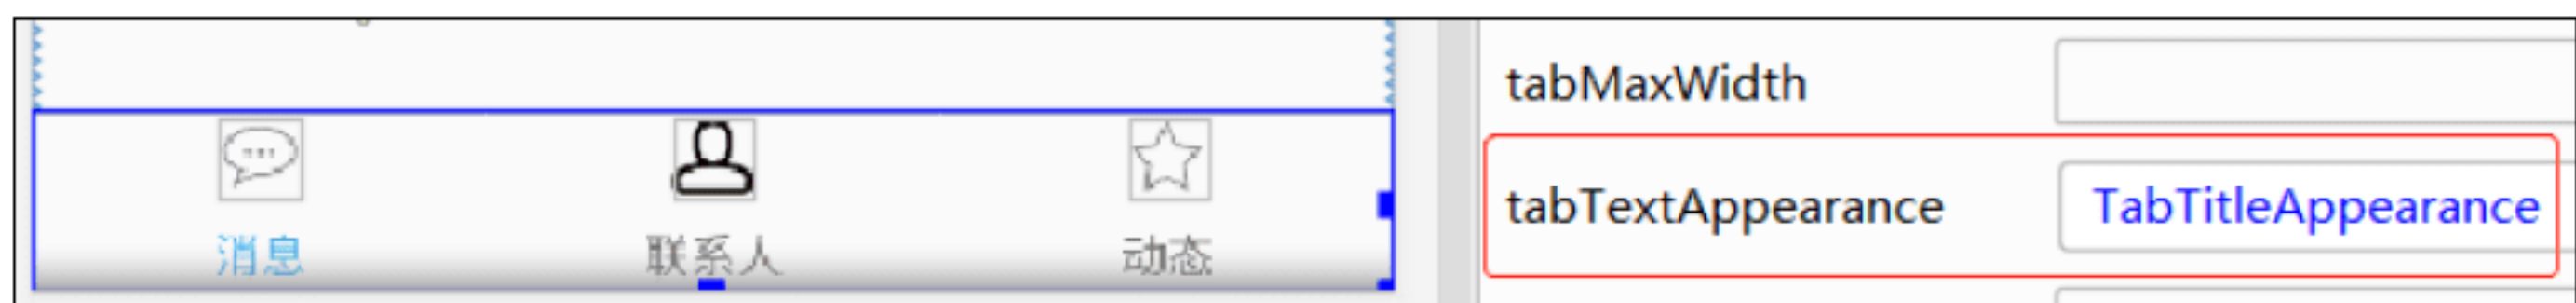 tabMaxWidth
tabTextAppearance TabTitleAppearance
消息 联系人 动态